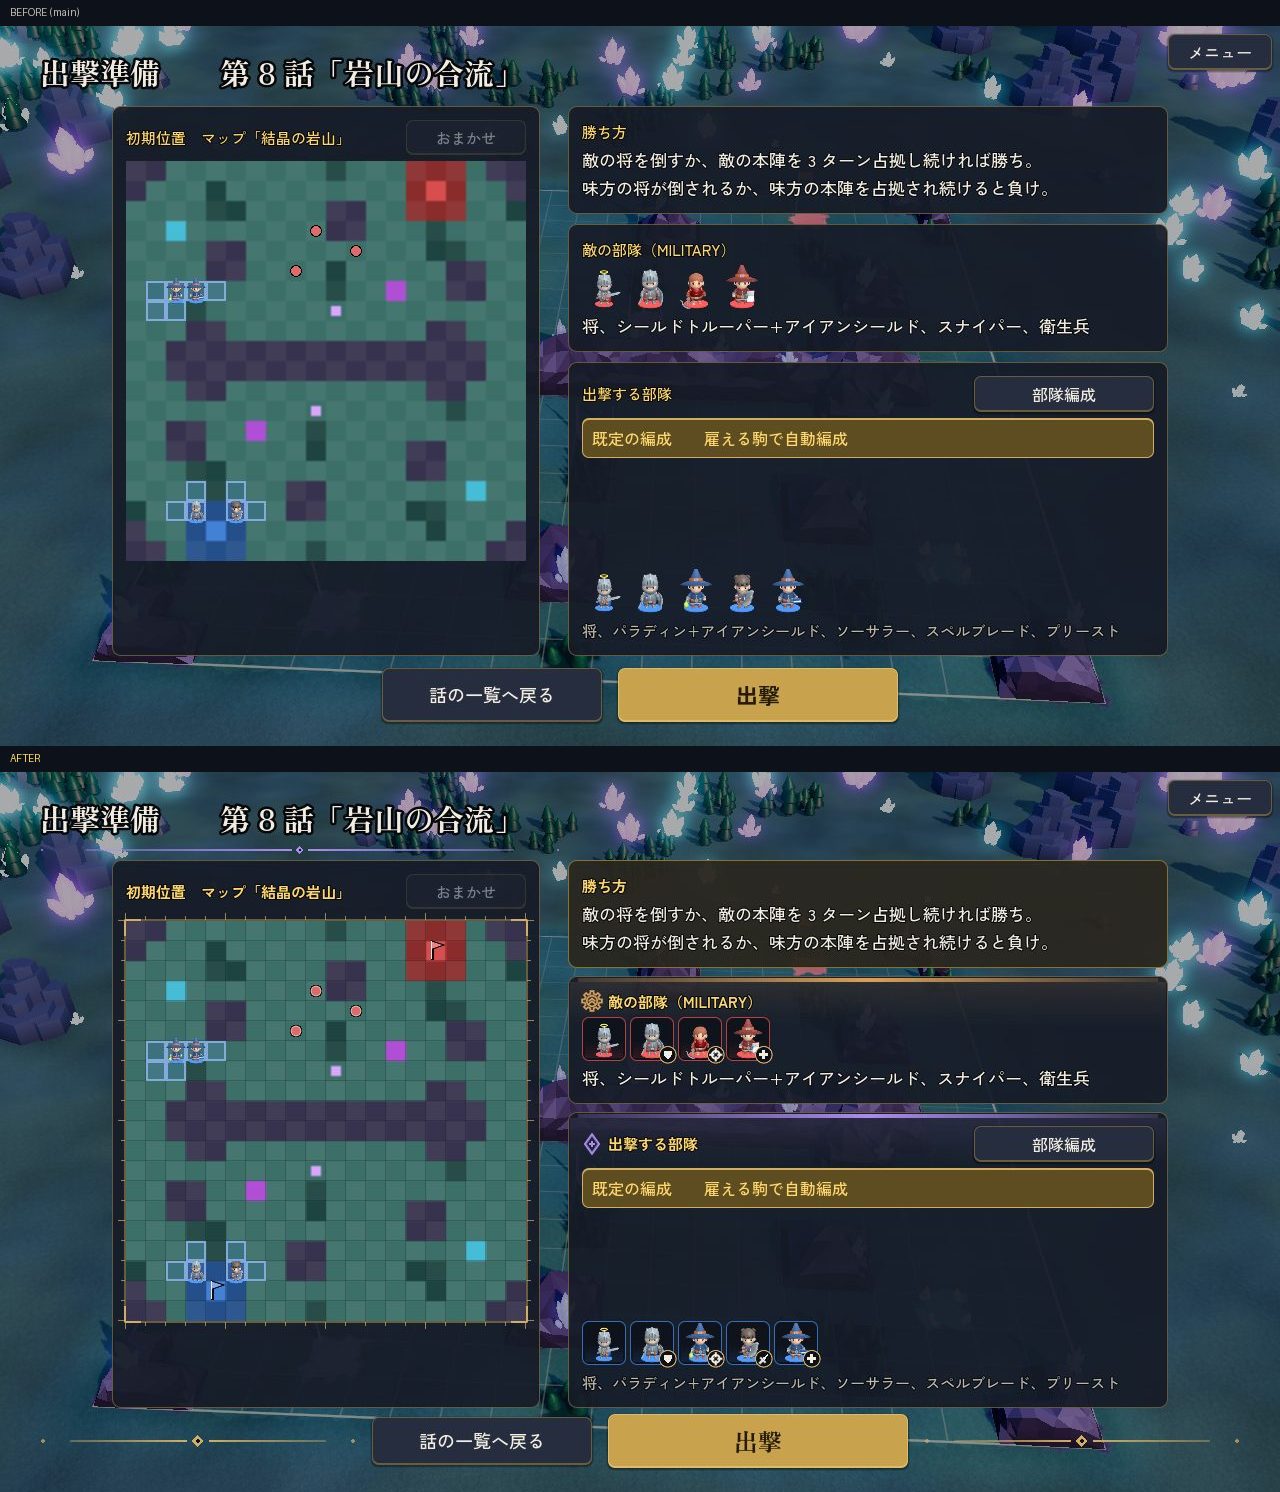 BEFORE (main)
出撃準備　　第8話「岩山の合流」
メニュー
初期位置　マップ「結晶の岩山」
おまかせ
勝ち方
敵の将を倒すか、敵の本陣を 3 ターン占拠し続ければ勝ち。
味方の将が倒されるか、味方の本陣を占拠され続けると負け。
敵の部隊（MILITARY）
将、シールドトルーパー+アイアンシールド、スナイパー、衛生兵
出撃する部隊
部隊編成
既定の編成　　雇える駒で自動編成
将、パラディン+アイアンシールド、ソーサラー、スペルブレード、プリースト
話の一覧へ戻る
出撃
AFTER
出撃準備　　第8話「岩山の合流」
メニュー
初期位置　マップ「結晶の岩山」
おまかせ
勝ち方
敵の将を倒すか、敵の本陣を 3 ターン占拠し続ければ勝ち。
味方の将が倒されるか、味方の本陣を占拠され続けると負け。
敵の部隊（MILITARY）
将、シールドトルーパー+アイアンシールド、スナイパー、衛生兵
出撃する部隊
部隊編成
既定の編成　　雇える駒で自動編成
将、パラディン+アイアンシールド、ソーサラー、スペルブレード、プリースト
話の一覧へ戻る
出撃